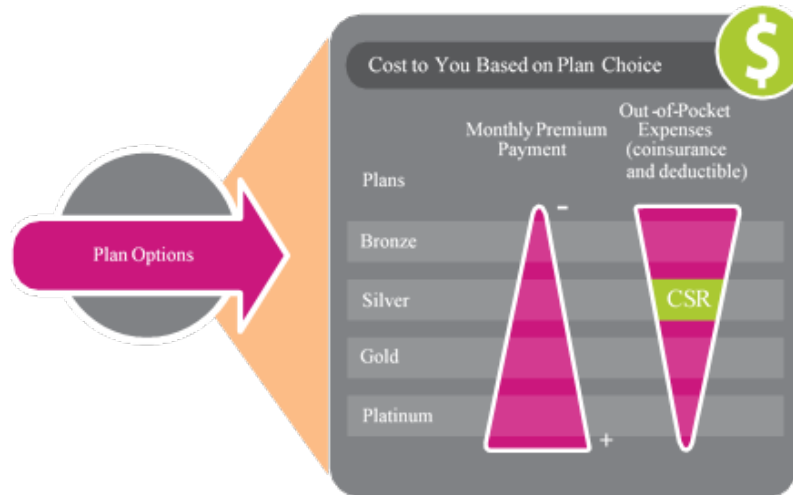 $
Cost to You Based on Plan Choice
Monthly Premium
Payment
Out -of-Pocket
Expenses
(coinsurance
and deductible)
Plans
-
Bronze
Plan Options
Silver
CSR
Gold
Platinum
+